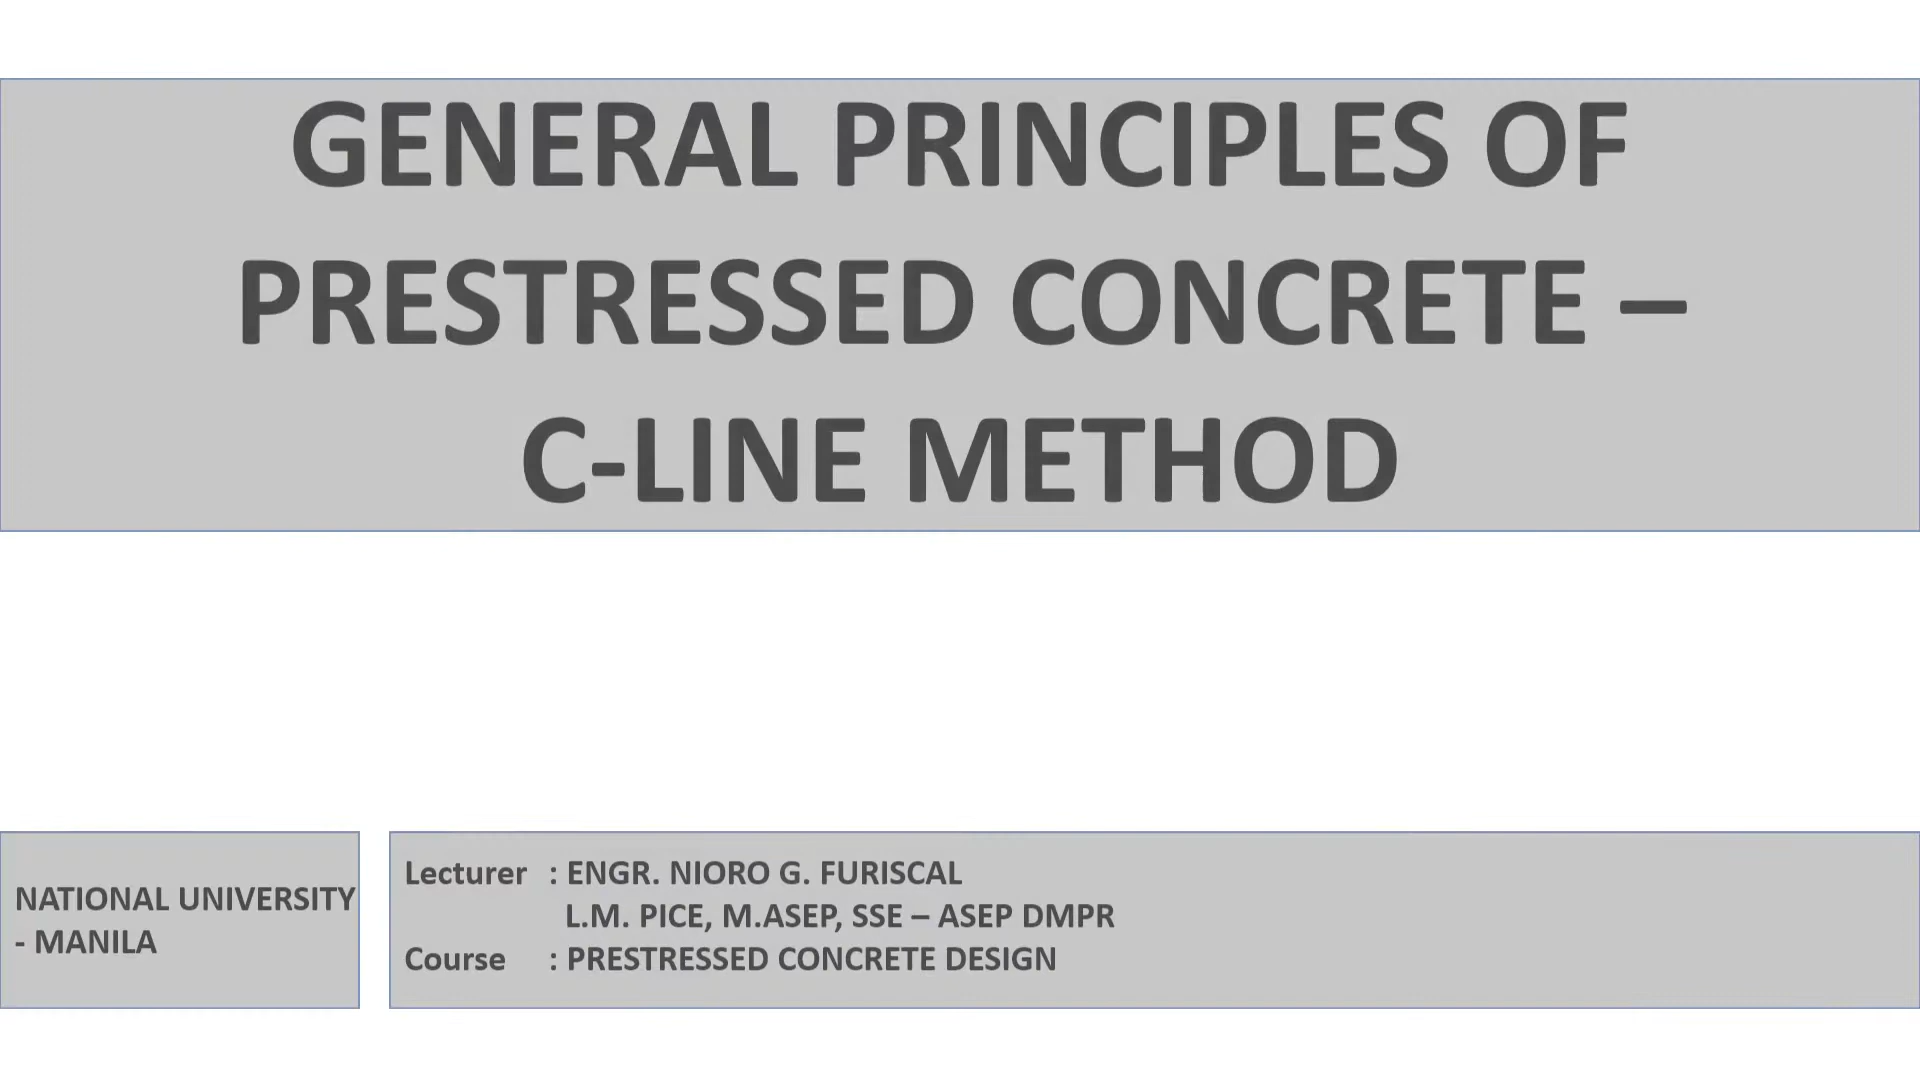 GENERAL PRINCIPLES OF
PRESTRESSED CONCRETE –
C-LINE METHOD
NATIONAL UNIVERSITY
- MANILA
Lecturer : ENGR. NIORO G. FURISCAL
L.M. PICE, M.ASEP, SSE – ASEP DMPR
Course : PRESTRESSED CONCRETE DESIGN